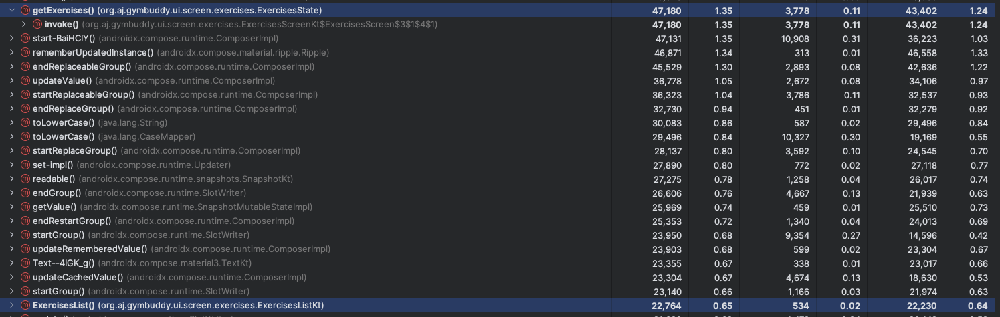 getExercises() (org.aj.gymbuddy.ui.screen.exercises.ExercisesState) 47,180 1.35 3,778 0.11 43,402 1.24
invoke() (org.aj.gymbuddy.ui.screen.exercises.ExercisesScreenKt$ExercisesScreen$3$1$4$1) 47,180 1.35 3,778 0.11 43,402 1.24
start-BaiHCIY() (androidx.compose.runtime.ComposerImpl) 47,131 1.35 10,908 0.31 36,223 1.03
rememberUpdatedInstance() (androidx.compose.material.ripple.Ripple) 46,871 1.34 313 0.01 46,558 1.33
endReplaceableGroup() (androidx.compose.runtime.ComposerImpl) 45,529 1.30 2,893 0.08 42,636 1.22
updateValue() (androidx.compose.runtime.ComposerImpl) 36,778 1.05 2,672 0.08 34,106 0.97
startReplaceableGroup() (androidx.compose.runtime.ComposerImpl) 36,323 1.04 3,786 0.11 32,537 0.93
endReplaceGroup() (androidx.compose.runtime.ComposerImpl) 32,730 0.94 451 0.01 32,279 0.92
toLowerCase() (java.lang.String) 30,083 0.86 587 0.02 29,496 0.84
toLowerCase() (java.lang.CaseMapper) 29,496 0.84 10,327 0.30 19,169 0.55
startReplaceGroup() (androidx.compose.runtime.ComposerImpl) 28,137 0.80 3,592 0.10 24,545 0.70
set-impl() (androidx.compose.runtime.Updater) 27,890 0.80 772 0.02 27,118 0.77
readable() (androidx.compose.runtime.snapshots.SnapshotKt) 27,275 0.78 1,258 0.04 26,017 0.74
endGroup() (androidx.compose.runtime.SlotWriter) 26,606 0.76 4,667 0.13 21,939 0.63
getValue() (androidx.compose.runtime.SnapshotMutableStateImpl) 25,969 0.74 459 0.01 25,510 0.73
endRestartGroup() (androidx.compose.runtime.ComposerImpl) 25,353 0.72 1,340 0.04 24,013 0.69
startGroup() (androidx.compose.runtime.SlotWriter) 23,950 0.68 9,354 0.27 14,596 0.42
updateRememberedValue() (androidx.compose.runtime.ComposerImpl) 23,903 0.68 599 0.02 23,304 0.67
Text--4IGK_g() (androidx.compose.material3.TextKt) 23,355 0.67 338 0.01 23,017 0.66
updateCachedValue() (androidx.compose.runtime.ComposerImpl) 23,304 0.67 4,674 0.13 18,630 0.53
startGroup() (androidx.compose.runtime.SlotWriter) 23,140 0.66 1,166 0.03 21,974 0.63
ExercisesList() (org.aj.gymbuddy.ui.screen.exercises.ExercisesListKt) 22,764 0.65 534 0.02 22,230 0.64